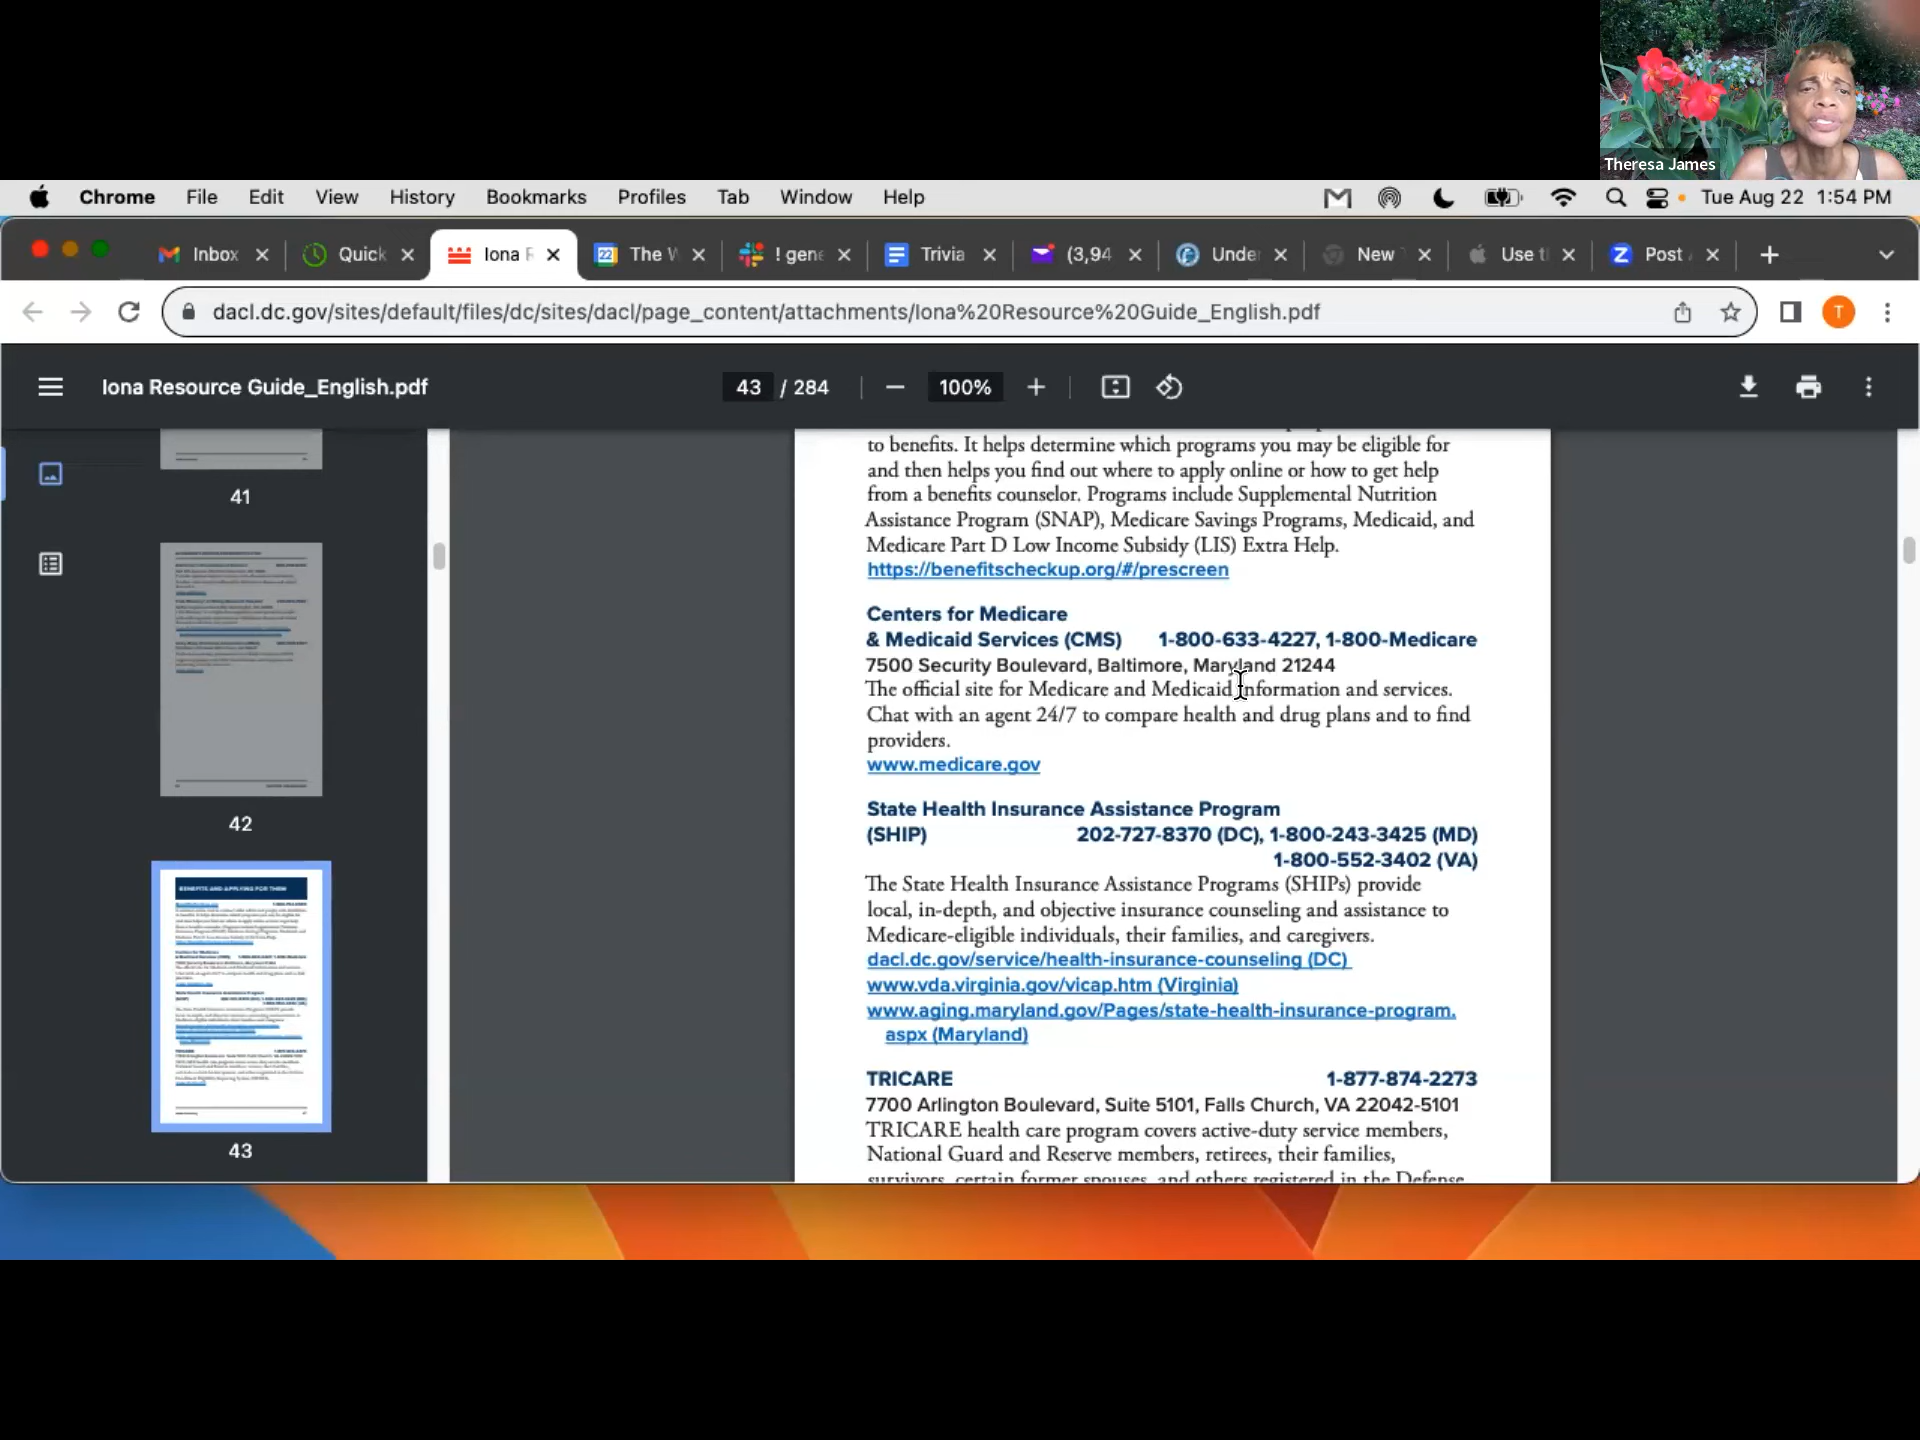 Theresa James
Chrome File Edit View History Bookmarks Profiles Tab Window Help Tue Aug 22 1:54 PM
Inbox Quick Iona R 22 The W ! gene Trivia (3,94 Unde New T Use t Post
dacl.dc.gov/sites/default/files/dc/sites/dacl/page_content/attachments/Iona%20Resource%20Guide_English.pdf T
Iona Resource Guide_English.pdf 43 / 284 100%
41
42
BENEFITS AND APPLYING FOR THEM
43
to benefits. It helps determine which programs you may be eligible for
and then helps you find out where to apply online or how to get help
from a benefits counselor. Programs include Supplemental Nutrition
Assistance Program (SNAP), Medicare Savings Programs, Medicaid, and
Medicare Part D Low Income Subsidy (LIS) Extra Help.
https://benefitscheckup.org/#/prescreen
Centers for Medicare
& Medicaid Services (CMS) 1-800-633-4227, 1-800-Medicare
7500 Security Boulevard, Baltimore, Maryland 21244
The official site for Medicare and Medicaid information and services.
Chat with an agent 24/7 to compare health and drug plans and to find
providers.
www.medicare.gov
State Health Insurance Assistance Program
(SHIP) 202-727-8370 (DC), 1-800-243-3425 (MD)
1-800-552-3402 (VA)
The State Health Insurance Assistance Programs (SHIPs) provide
local, in-depth, and objective insurance counseling and assistance to
Medicare-eligible individuals, their families, and caregivers.
dacl.dc.gov/service/health-insurance-counseling (DC)
www.vda.virginia.gov/vicap.htm (Virginia)
www.aging.maryland.gov/Pages/state-health-insurance-program.
aspx (Maryland)
TRICARE 1-877-874-2273
7700 Arlington Boulevard, Suite 5101, Falls Church, VA 22042-5101
TRICARE health care program covers active-duty service members,
National Guard and Reserve members, retirees, their families,
survivors, certain former spouses, and others registered in the Defense